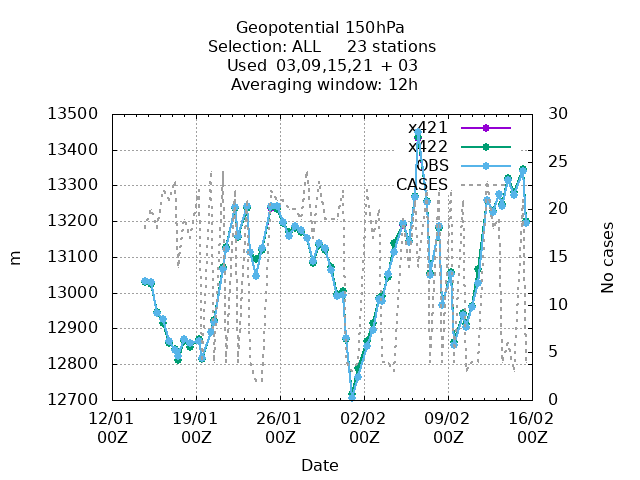 Geopotential 150hPa
Selection: ALL 23 stations
Used 03,09,15,21 + 03
Averaging window: 12h
13500
13400
13300
13200
13100
13000
12900
12800
12700
m
30
25
20
15
10
5
0
No cases
x421
x422
OBS
CASES
12/01 19/01 26/01 02/02 09/02 16/02
00Z 00Z 00Z 00Z 00Z 00Z
Date